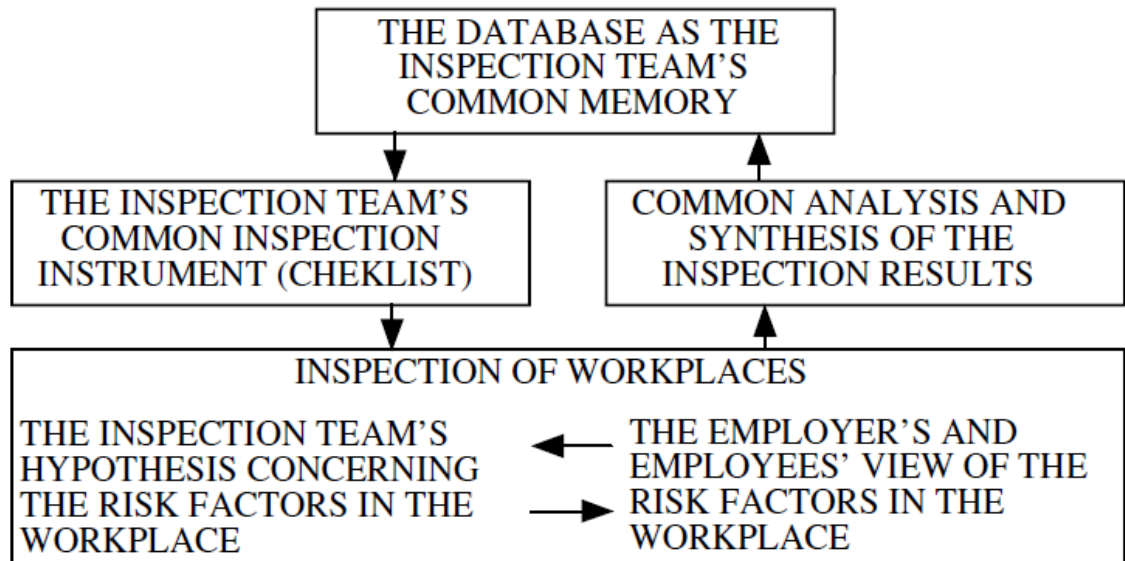 THE DATABASE AS THE
INSPECTION TEAM'S
COMMON MEMORY
THE INSPECTION TEAM'S
COMMON INSPECTION
INSTRUMENT (CHEKLIST)
COMMON ANALYSIS AND
SYNTHESIS OF THE
INSPECTION RESULTS
INSPECTION OF WORKPLACES
THE INSPECTION TEAM'S
HYPOTHESIS CONCERNING
THE RISK FACTORS IN THE
WORKPLACE
THE EMPLOYER'S AND
EMPLOYEES' VIEW OF THE
RISK FACTORS IN THE
WORKPLACE